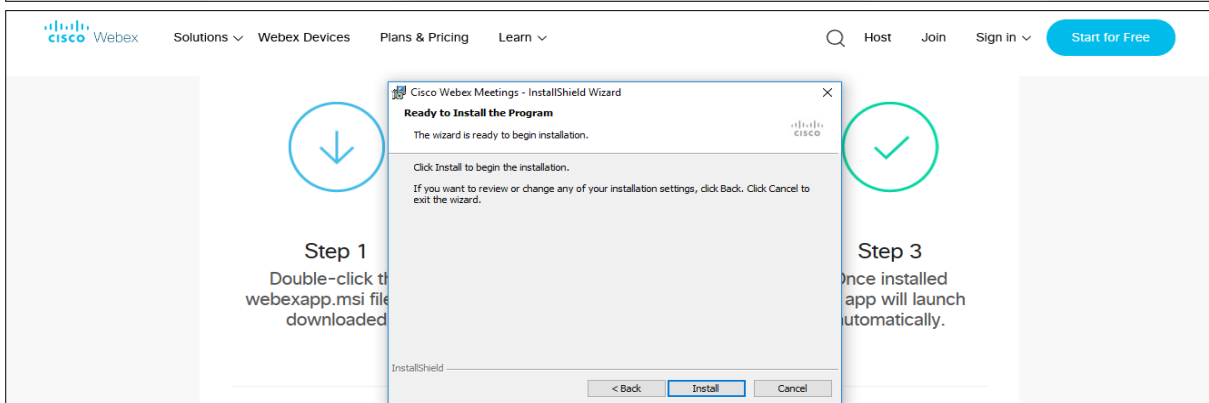 cisco Webex Solutions Webex Devices Plans & Pricing Learn Host Join Sign in Start for Free
Cisco Webex Meetings - InstallShield Wizard
Ready to Install the Program
The wizard is ready to begin installation.
cisco
Click Install to begin the installation.
If you want to review or change any of your installation settings, click Back. Click Cancel to
exit the wizard.
InstallShield
< Back Install Cancel
Step 1
Double-click
webexapp.msi
downloaded
Step 3
installed
app will launch
automatically.